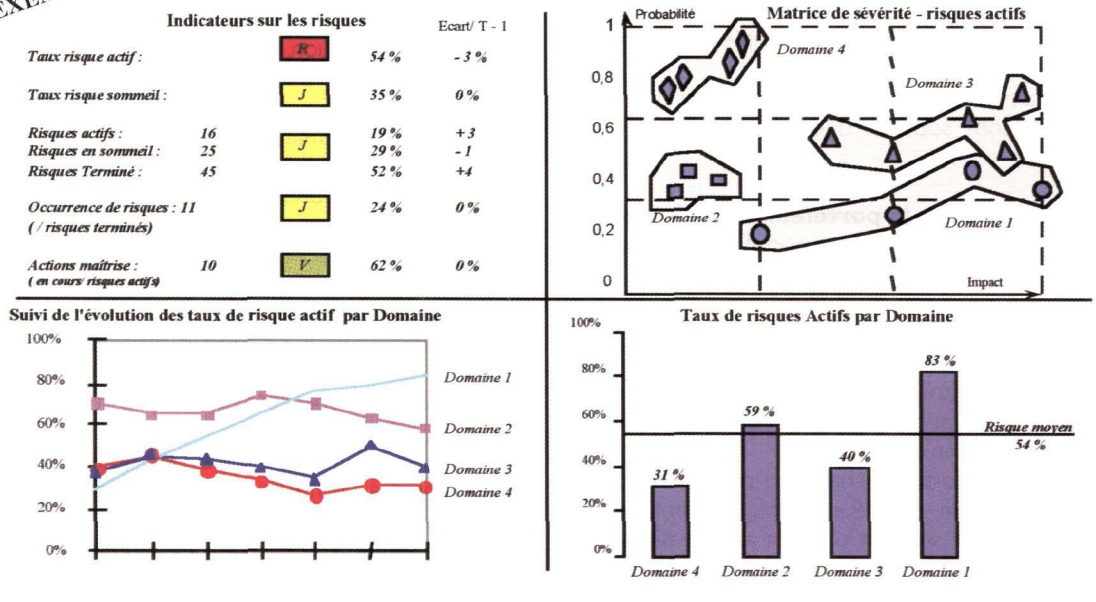 Indicateurs sur les risques
Ecart/ T - 1
Taux risque actif : R 54 % - 3 %
Taux risque sommeil : J 35 % 0 %
Risques actifs : 16 19 % +3
Risques en sommeil : 25 J 29 % - 1
Risques Terminé : 45 52 % +4
Occurrence de risques : 11 J 24 % 0 %
( / risques terminés)
Actions maîtrise : 10 V 62 % 0 %
( en cours/ risques actifs)
Matrice de sévérité - risques actifs
Probabilité
1
0,8
0,6
0,4
0,2
0
Domaine 4
Domaine 3
Domaine 2
Domaine 1
Impact
Suivi de l'évolution des taux de risque actif par Domaine
100%
80%
60%
40%
20%
0%
Domaine 1
Domaine 2
Domaine 3
Domaine 4
Taux de risques Actifs par Domaine
100%
80%
60%
40%
20%
0%
31 %
59 %
40 %
83 %
Risque moyen
54 %
Domaine 4 Domaine 2 Domaine 3 Domaine 1